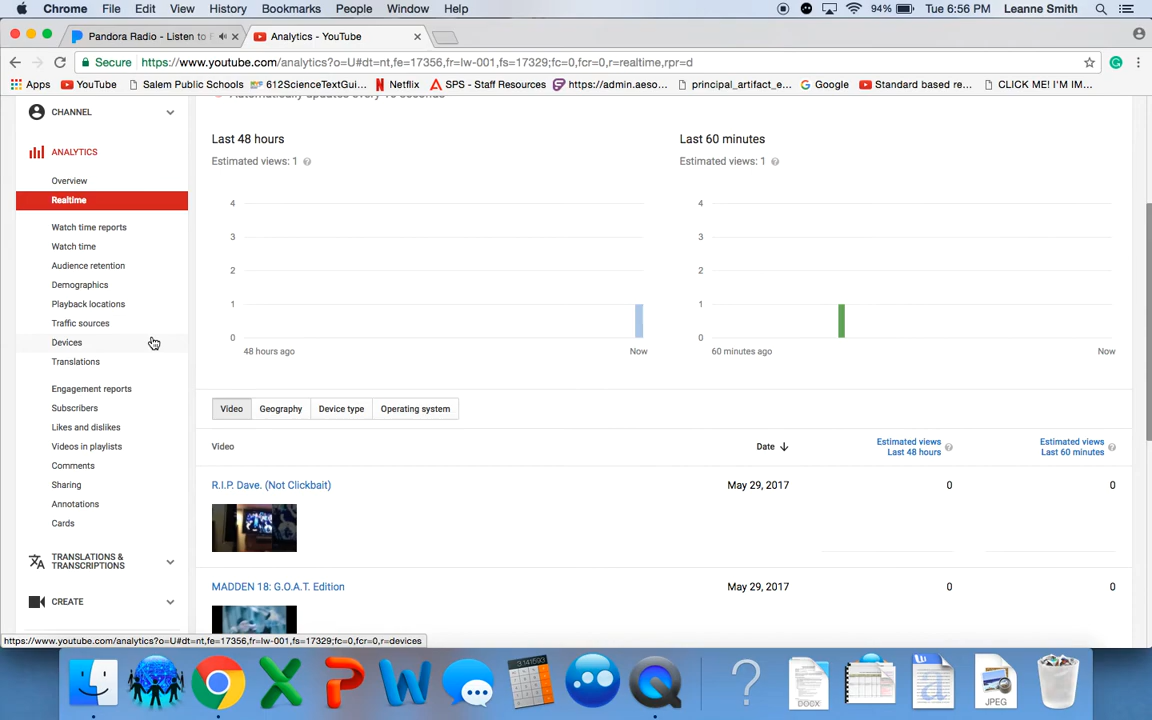 Chrome File Edit View History Bookmarks People Window Help 94% Tue 6:56 PM Leanne Smith
Pandora Radio - Listen to F Analytics - YouTube
Secure https://www.youtube.com/analytics?o=U#dt=nt,fe=17356,fr=lw-001,fs=17329;fc=0,fcr=0,r=realtime,rpr=d
Apps YouTube Salem Public Schools 612ScienceTextGui... Netflix SPS - Staff Resources https://admin.aeso... principal_artifact_e... Google Standard based re... CLICK ME! I'M IM...
Automatically updates every 10 seconds
CHANNEL
ANALYTICS
Overview
Realtime
Watch time reports
Watch time
Audience retention
Demographics
Playback locations
Traffic sources
Devices
Translations
Engagement reports
Subscribers
Likes and dislikes
Videos in playlists
Comments
Sharing
Annotations
Cards
TRANSLATIONS &
TRANSCRIPTIONS
CREATE
Last 48 hours
Estimated views: 1 ?
4
3
2
1
0
48 hours ago Now
Last 60 minutes
Estimated views: 1 ?
4
3
2
1
0
60 minutes ago Now
Video Geography Device type Operating system
Video Date Estimated views Last 48 hours ? Estimated views Last 60 minutes ?
R.I.P. Dave. (Not Clickbait) May 29, 2017 0 0
MADDEN 18: G.O.A.T. Edition May 29, 2017 0 0
https://www.youtube.com/analytics?o=U#dt=nt,fe=17356,fr=lw-001,fs=17329;fc=0,fcr=0,r=devices
3.141593
DOCX
JPEG